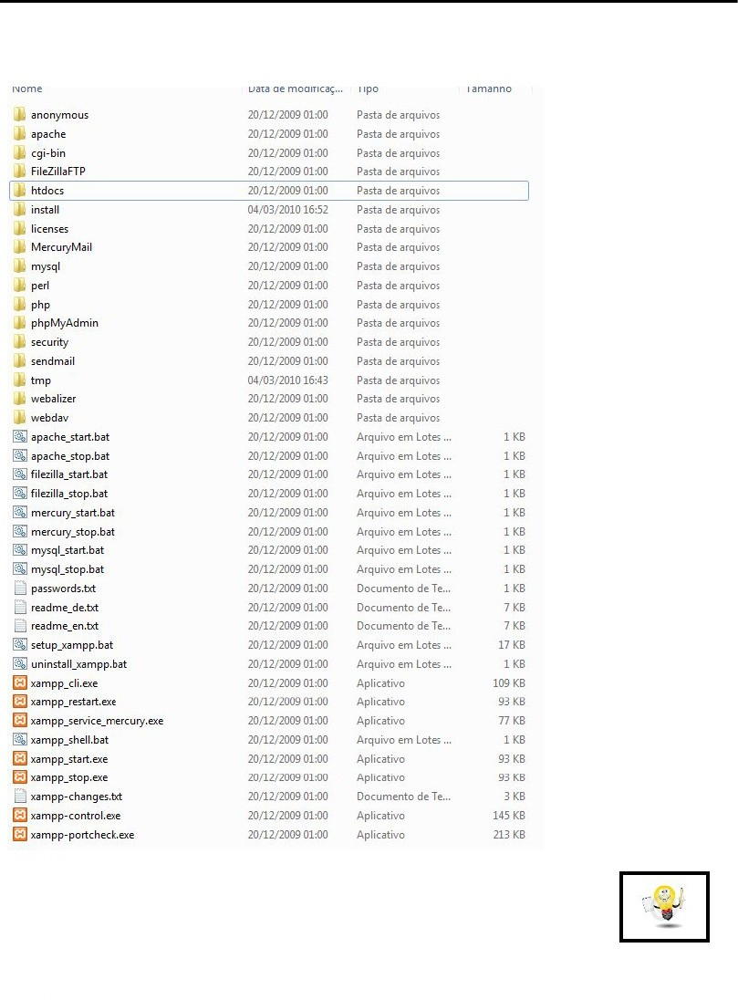 Nome Data de modificaç... Tipo Tamanho
anonymous 20/12/2009 01:00 Pasta de arquivos
apache 20/12/2009 01:00 Pasta de arquivos
cgi-bin 20/12/2009 01:00 Pasta de arquivos
FileZillaFTP 20/12/2009 01:00 Pasta de arquivos
htdocs 20/12/2009 01:00 Pasta de arquivos
install 04/03/2010 16:52 Pasta de arquivos
licenses 20/12/2009 01:00 Pasta de arquivos
MercuryMail 20/12/2009 01:00 Pasta de arquivos
mysql 20/12/2009 01:00 Pasta de arquivos
perl 20/12/2009 01:00 Pasta de arquivos
php 20/12/2009 01:00 Pasta de arquivos
phpMyAdmin 20/12/2009 01:00 Pasta de arquivos
security 20/12/2009 01:00 Pasta de arquivos
sendmail 20/12/2009 01:00 Pasta de arquivos
tmp 04/03/2010 16:43 Pasta de arquivos
webalizer 20/12/2009 01:00 Pasta de arquivos
webdav 20/12/2009 01:00 Pasta de arquivos
apache_start.bat 20/12/2009 01:00 Arquivo em Lotes ... 1 KB
apache_stop.bat 20/12/2009 01:00 Arquivo em Lotes ... 1 KB
filezilla_start.bat 20/12/2009 01:00 Arquivo em Lotes ... 1 KB
filezilla_stop.bat 20/12/2009 01:00 Arquivo em Lotes ... 1 KB
mercury_start.bat 20/12/2009 01:00 Arquivo em Lotes ... 1 KB
mercury_stop.bat 20/12/2009 01:00 Arquivo em Lotes ... 1 KB
mysql_start.bat 20/12/2009 01:00 Arquivo em Lotes ... 1 KB
mysql_stop.bat 20/12/2009 01:00 Arquivo em Lotes ... 1 KB
passwords.txt 20/12/2009 01:00 Documento de Te... 1 KB
readme_de.txt 20/12/2009 01:00 Documento de Te... 7 KB
readme_en.txt 20/12/2009 01:00 Documento de Te... 7 KB
setup_xampp.bat 20/12/2009 01:00 Arquivo em Lotes ... 17 KB
uninstall_xampp.bat 20/12/2009 01:00 Arquivo em Lotes ... 1 KB
xampp_cli.exe 20/12/2009 01:00 Aplicativo 109 KB
xampp_restart.exe 20/12/2009 01:00 Aplicativo 93 KB
xampp_service_mercury.exe 20/12/2009 01:00 Aplicativo 77 KB
xampp_shell.bat 20/12/2009 01:00 Arquivo em Lotes ... 1 KB
xampp_start.exe 20/12/2009 01:00 Aplicativo 93 KB
xampp_stop.exe 20/12/2009 01:00 Aplicativo 93 KB
xampp-changes.txt 20/12/2009 01:00 Documento de Te... 3 KB
xampp-control.exe 20/12/2009 01:00 Aplicativo 145 KB
xampp-portcheck.exe 20/12/2009 01:00 Aplicativo 213 KB